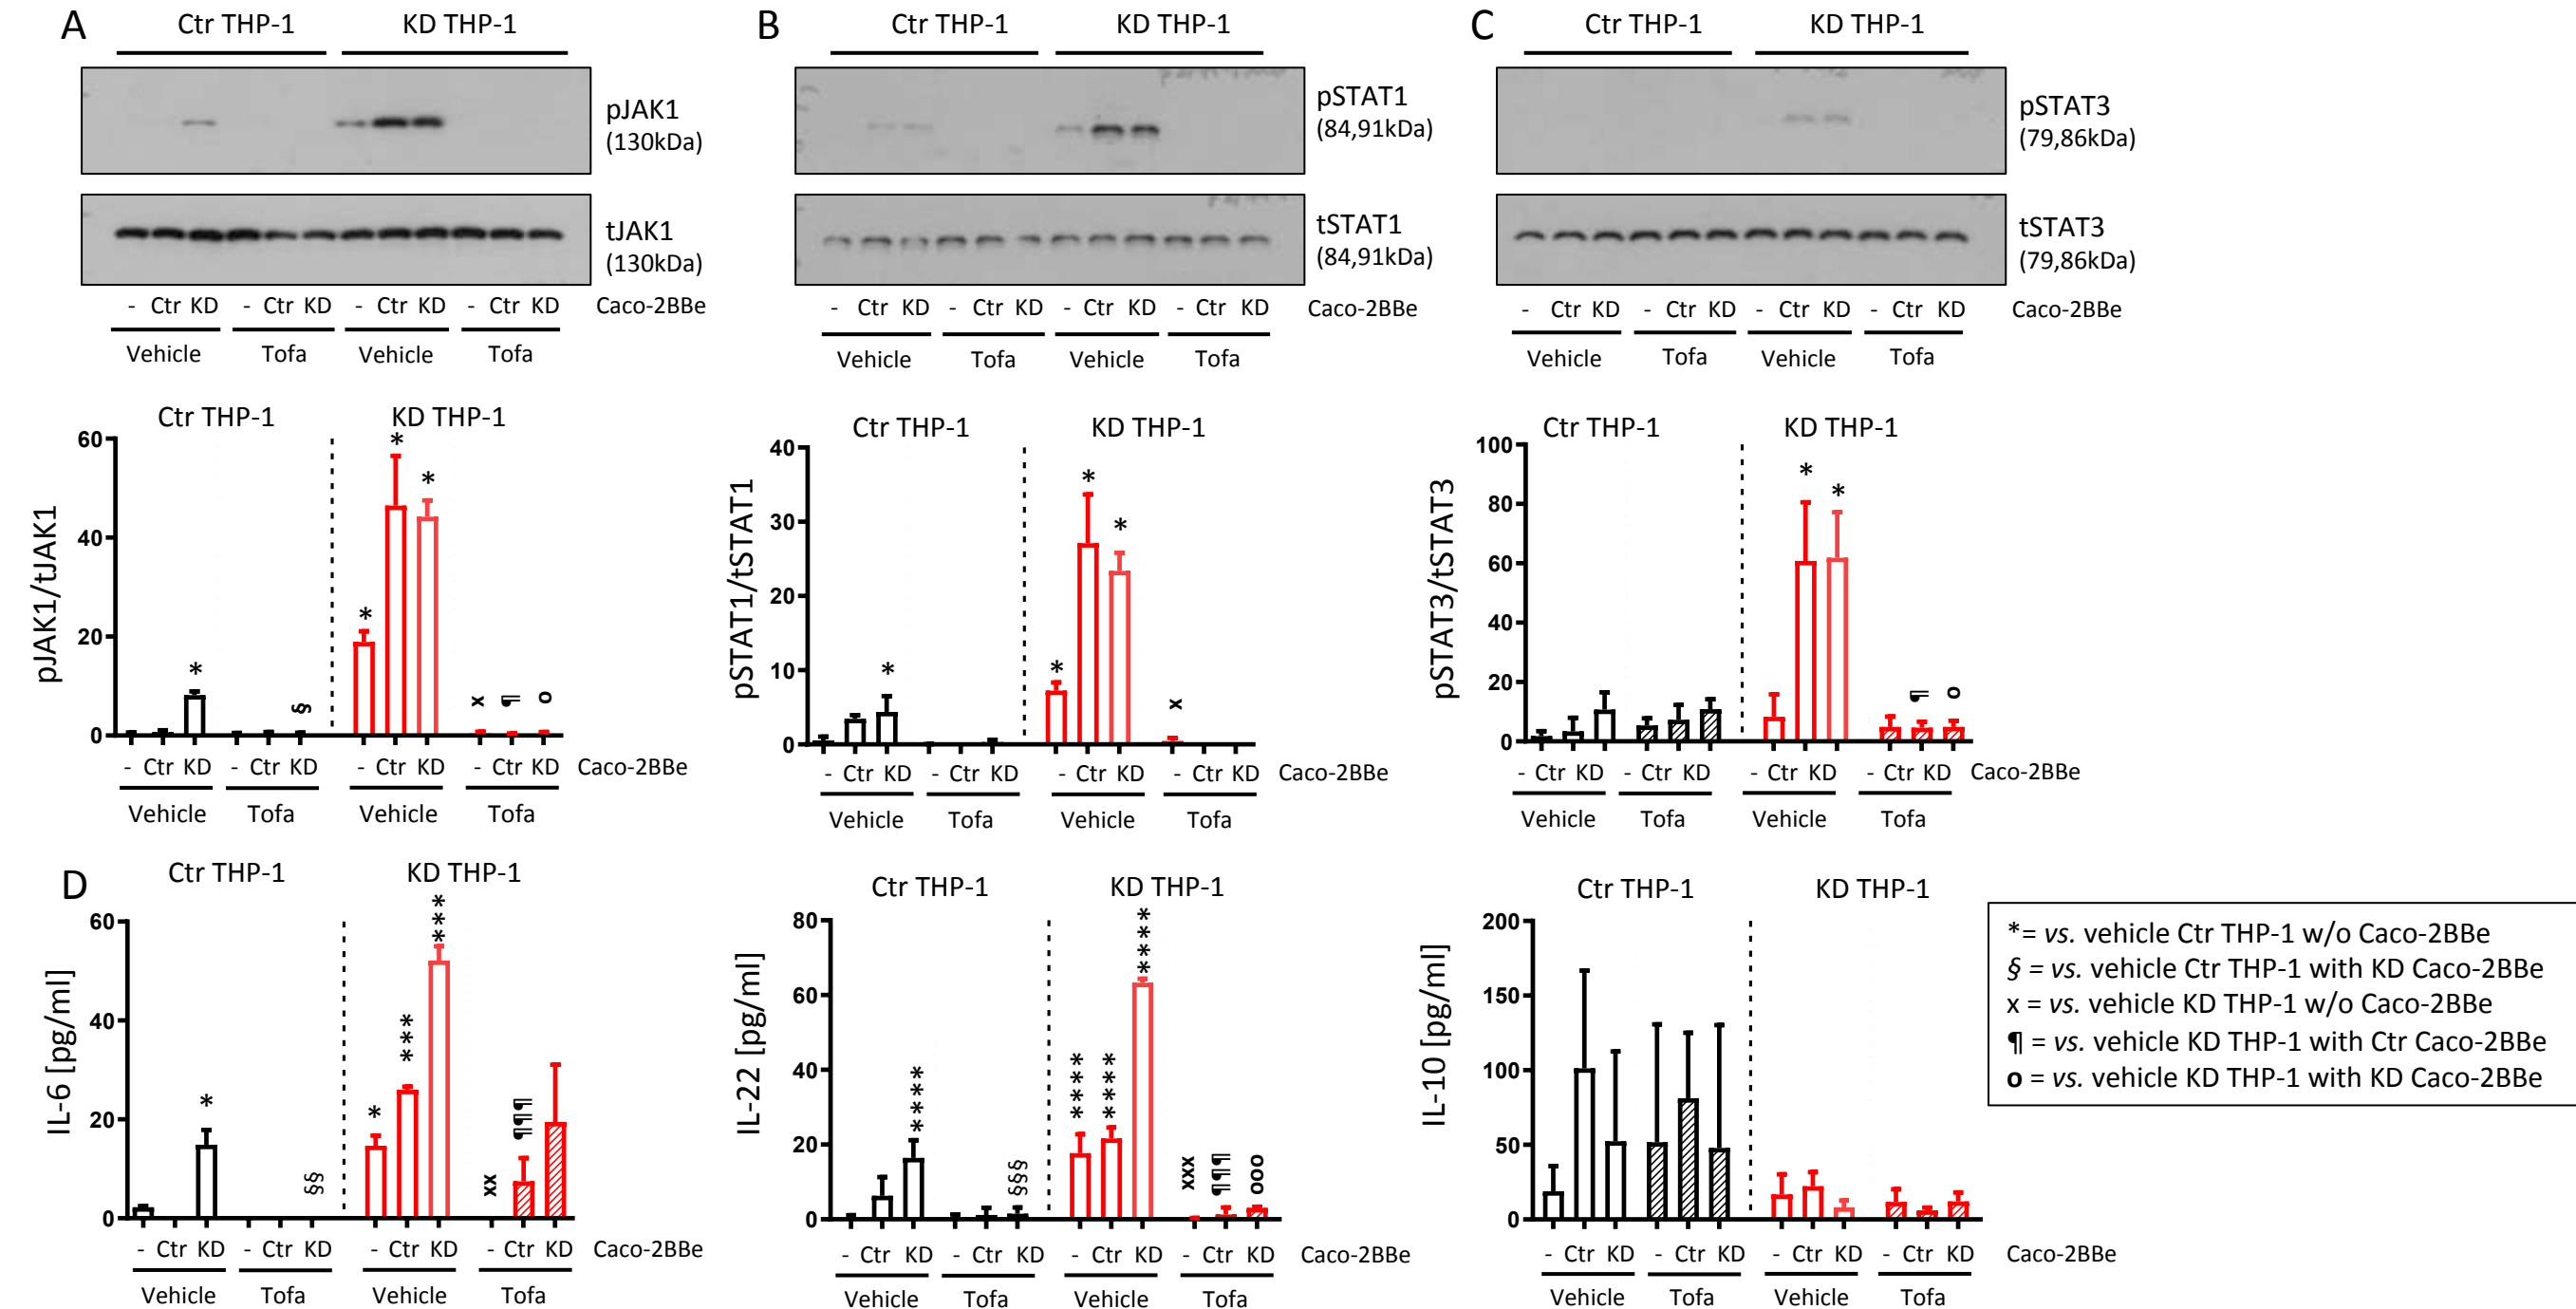 A
Ctr THP-1 KD THP-1
pJAK1
(130kDa)
tJAK1
(130kDa)
- Ctr KD - Ctr KD - Ctr KD - Ctr KD Caco-2BBe
Vehicle Tofa Vehicle Tofa
Ctr THP-1 KD THP-1
pJAK1/tJAK1
60
40
20
0
* § * * * x ¶ o
- Ctr KD - Ctr KD - Ctr KD - Ctr KD Caco-2BBe
Vehicle Tofa Vehicle Tofa
B
Ctr THP-1 KD THP-1
pSTAT1
(84,91kDa)
tSTAT1
(84,91kDa)
- Ctr KD - Ctr KD - Ctr KD - Ctr KD Caco-2BBe
Vehicle Tofa Vehicle Tofa
Ctr THP-1 KD THP-1
pSTAT1/tSTAT1
40
30
20
10
0
* * * * x
- Ctr KD - Ctr KD - Ctr KD - Ctr KD Caco-2BBe
Vehicle Tofa Vehicle Tofa
C
Ctr THP-1 KD THP-1
pSTAT3
(79,86kDa)
tSTAT3
(79,86kDa)
- Ctr KD - Ctr KD - Ctr KD - Ctr KD Caco-2BBe
Vehicle Tofa Vehicle Tofa
Ctr THP-1 KD THP-1
pSTAT3/tSTAT3
100
80
60
40
20
0
* * ¶ o
- Ctr KD - Ctr KD - Ctr KD - Ctr KD Caco-2BBe
Vehicle Tofa Vehicle Tofa
D
Ctr THP-1 KD THP-1
IL-6 [pg/ml]
60
40
20
0
* §§ * *** *** xx ¶¶¶
- Ctr KD - Ctr KD - Ctr KD - Ctr KD Caco-2BBe
Vehicle Tofa Vehicle Tofa
Ctr THP-1 KD THP-1
IL-22 [pg/ml]
80
60
40
20
0
**** §§§ **** **** **** xxx ¶¶¶ ooo
- Ctr KD - Ctr KD - Ctr KD - Ctr KD Caco-2BBe
Vehicle Tofa Vehicle Tofa
Ctr THP-1 KD THP-1
IL-10 [pg/ml]
200
150
100
50
0
- Ctr KD - Ctr KD - Ctr KD - Ctr KD Caco-2BBe
Vehicle Tofa Vehicle Tofa
*= vs. vehicle Ctr THP-1 w/o Caco-2BBe
§ = vs. vehicle Ctr THP-1 with KD Caco-2BBe
x = vs. vehicle KD THP-1 w/o Caco-2BBe
¶ = vs. vehicle KD THP-1 with Ctr Caco-2BBe
o = vs. vehicle KD THP-1 with KD Caco-2BBe